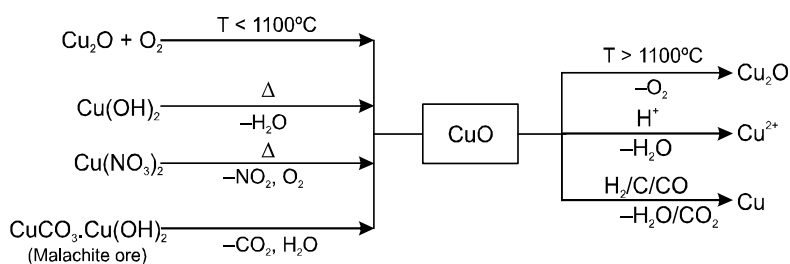 Cu₂O + O₂ T < 1100ºC
Cu(OH)₂ Δ
–H₂O
Cu(NO₃)₂ Δ
–NO₂, O₂
CuCO₃.Cu(OH)₂
–CO₂, H₂O
(Malachite ore)
CuO
T > 1100ºC
–O₂
Cu₂O
H⁺
–H₂O
Cu²⁺
H₂/C/CO
–H₂O/CO₂
Cu